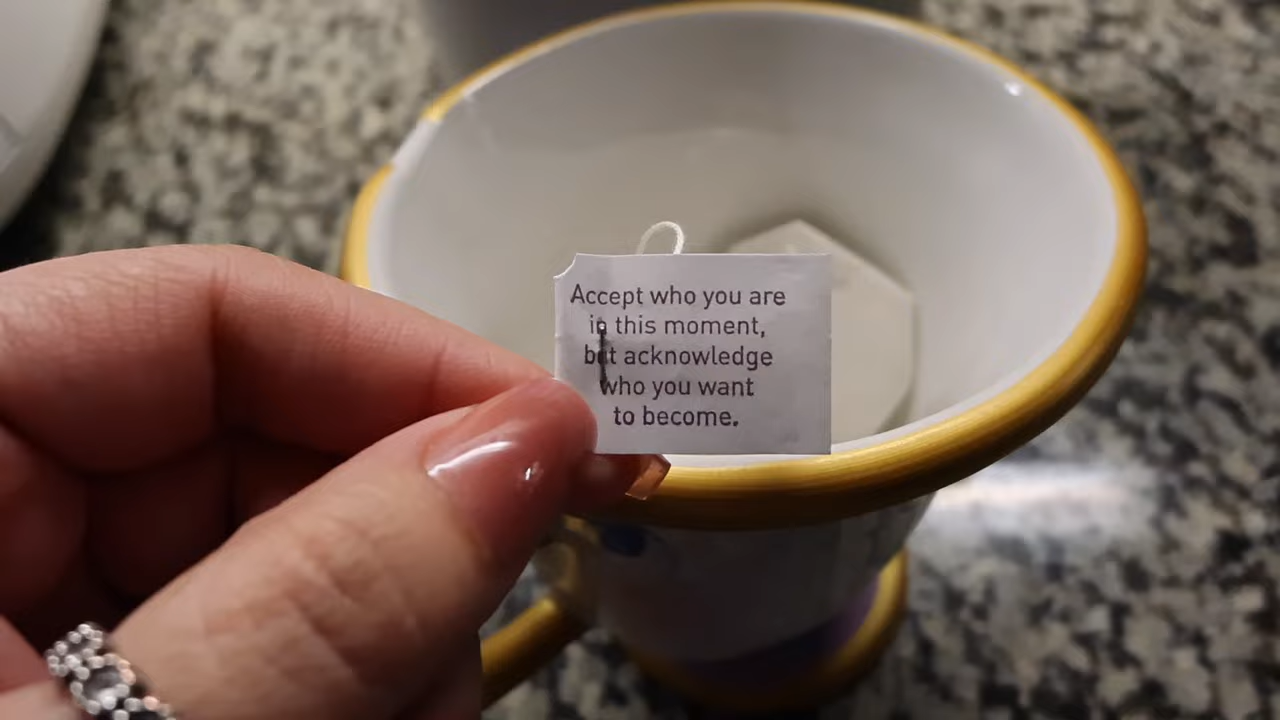 Accept who you are
in this moment,
but acknowledge
who you want
to become.